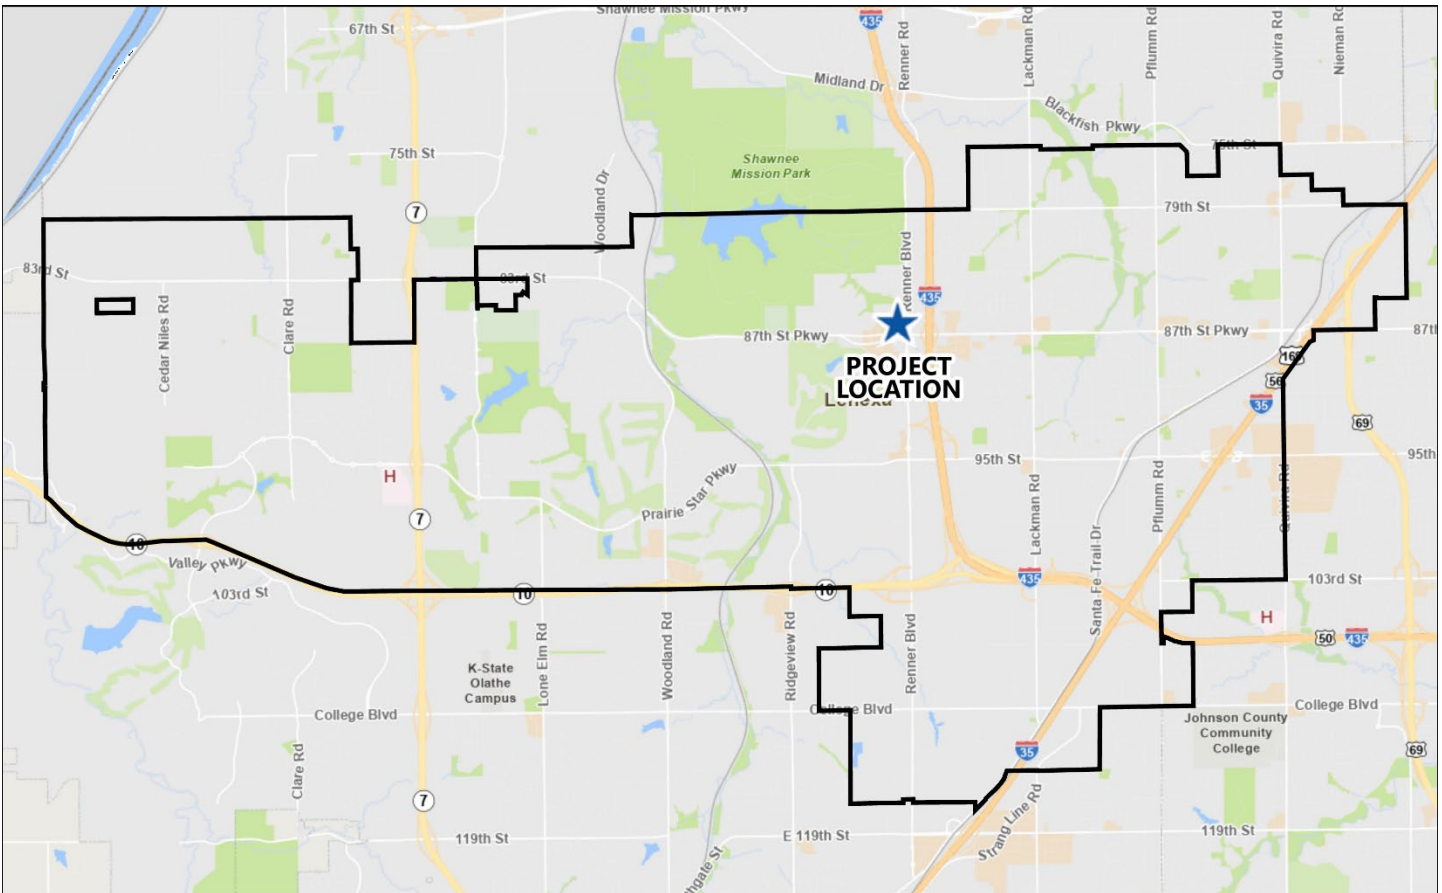 Shawnee Mission Pkwy
67th St
435
Renner Rd
Lackman Rd
Pflumm Rd
Quivira Rd
Nieman Rd
Midland Dr
Blackfish Pkwy
75th St
75th St
Shawnee
Mission Park
Woodland Dr
7
79th St
83rd St
83rd St
Renner Blvd
435
Cedar Niles Rd
Clare Rd
87th St Pkwy
87th St Pkwy
87th
PROJECT
LOCATION
Lenexa
169
56
35
69
H
95th St
95th
Prairie Star Pkwy
7
Lackman Rd
Pflumm Rd
Quivira Rd
Santa-Fe-Trail-Dr
10
Valley Pkwy
103rd St
10
10
435
103rd St
H
50
435
K-State
Olathe
Campus
Lone Elm Rd
Woodland Rd
Ridgeview Rd
Renner Blvd
College Blvd
College Blvd
College Blvd
Johnson County
Community
College
35
69
Clare Rd
7
119th St
E 119th St
Strang Line Rd
119th St
hgate St